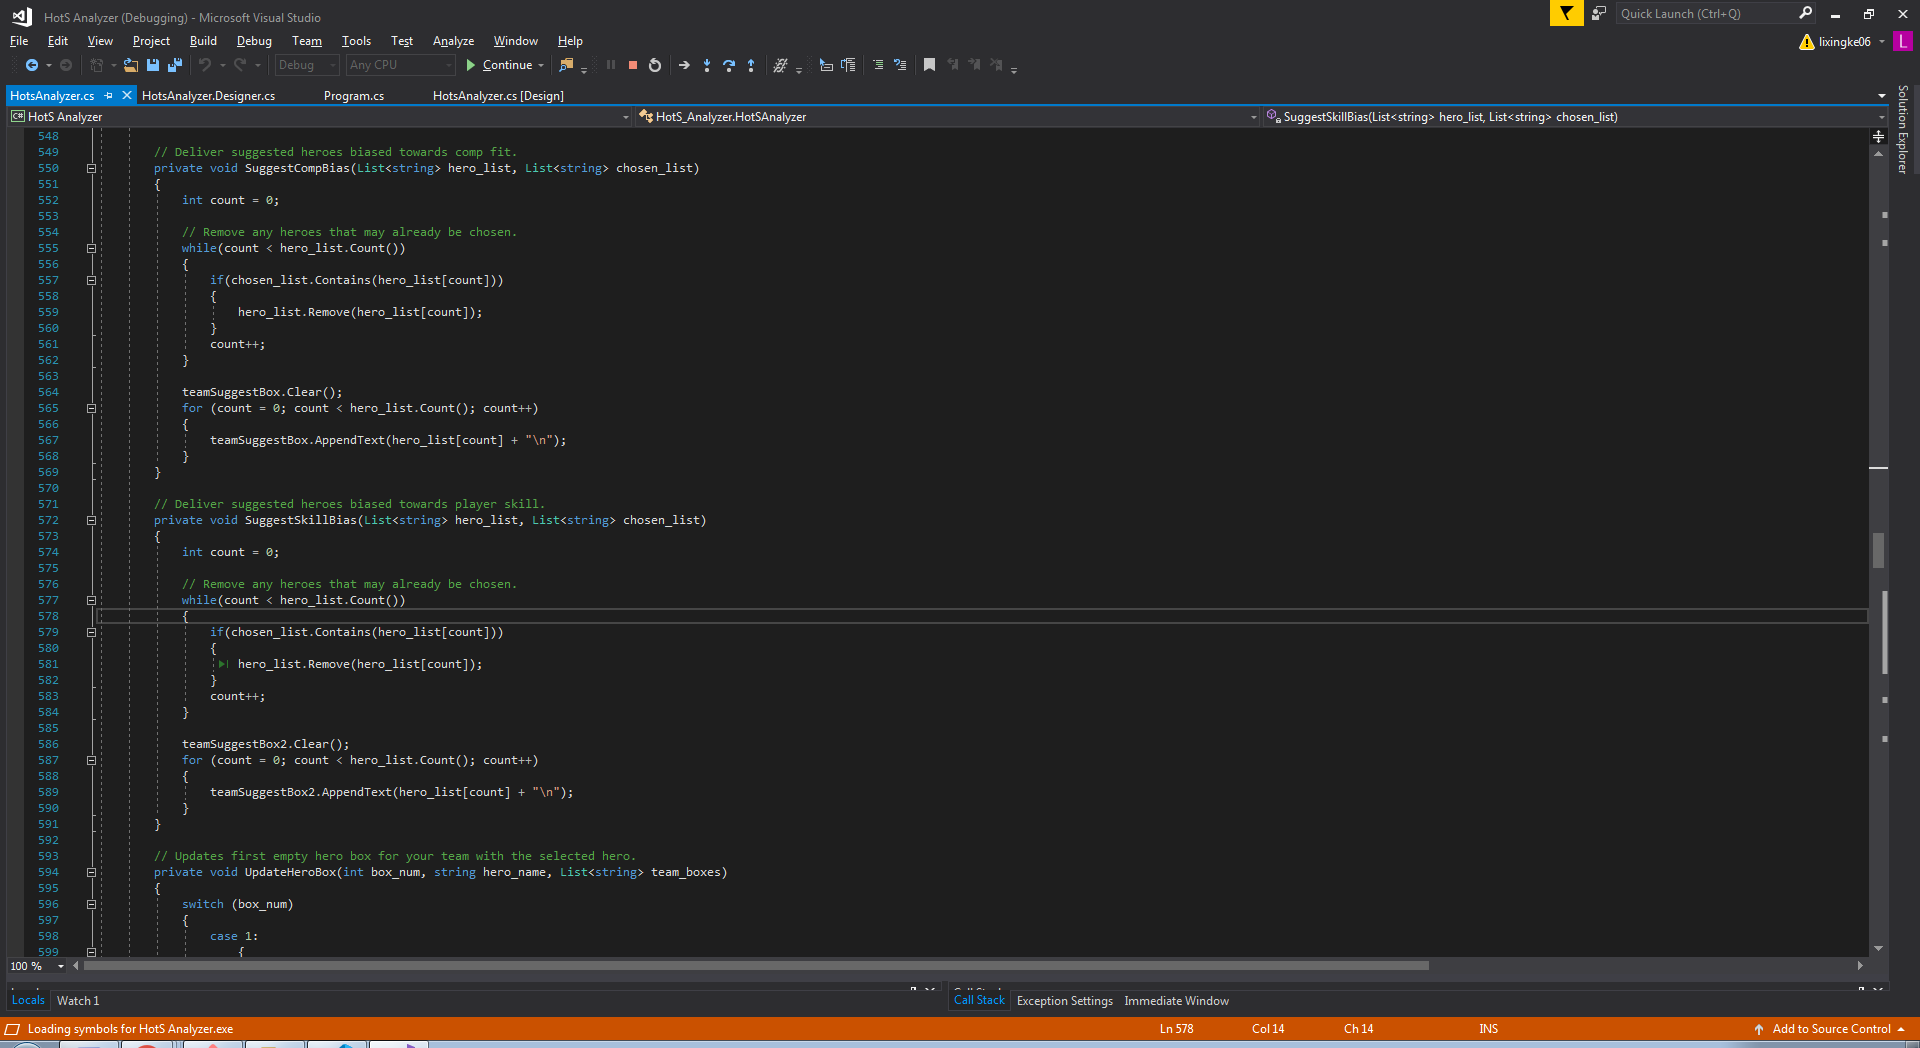 HotS Analyzer (Debugging) - Microsoft Visual Studio
Quick Launch (Ctrl+Q)
File Edit View Project Build Debug Team Tools Test Analyze Window Help
lixingke06 L
Debug Any CPU Continue
HotsAnalyzer.cs HotsAnalyzer.Designer.cs Program.cs HotsAnalyzer.cs [Design]
Solution Explorer
C# HotS Analyzer HotS_Analyzer.HotSAnalyzer SuggestSkillBias(List<string> hero_list, List<string> chosen_list)
548
549 // Deliver suggested heroes biased towards comp fit.
550 private void SuggestCompBias(List<string> hero_list, List<string> chosen_list)
551 {
552 int count = 0;
553
554 // Remove any heroes that may already be chosen.
555 while(count < hero_list.Count())
556 {
557 if(chosen_list.Contains(hero_list[count]))
558 {
559 hero_list.Remove(hero_list[count]);
560 }
561 count++;
562 }
563
564 teamSuggestBox.Clear();
565 for (count = 0; count < hero_list.Count(); count++)
566 {
567 teamSuggestBox.AppendText(hero_list[count] + "\n");
568 }
569 }
570
571 // Deliver suggested heroes biased towards player skill.
572 private void SuggestSkillBias(List<string> hero_list, List<string> chosen_list)
573 {
574 int count = 0;
575
576 // Remove any heroes that may already be chosen.
577 while(count < hero_list.Count())
578 {
579 if(chosen_list.Contains(hero_list[count]))
580 {
581 hero_list.Remove(hero_list[count]);
582 }
583 count++;
584 }
585
586 teamSuggestBox2.Clear();
587 for (count = 0; count < hero_list.Count(); count++)
588 {
589 teamSuggestBox2.AppendText(hero_list[count] + "\n");
590 }
591 }
592
593 // Updates first empty hero box for your team with the selected hero.
594 private void UpdateHeroBox(int box_num, string hero_name, List<string> team_boxes)
595 {
596 switch (box_num)
597 {
598 case 1:
599 {
100 %
Locals Watch 1 Call Stack Exception Settings Immediate Window
Loading symbols for HotS Analyzer.exe Ln 578 Col 14 Ch 14 INS Add to Source Control